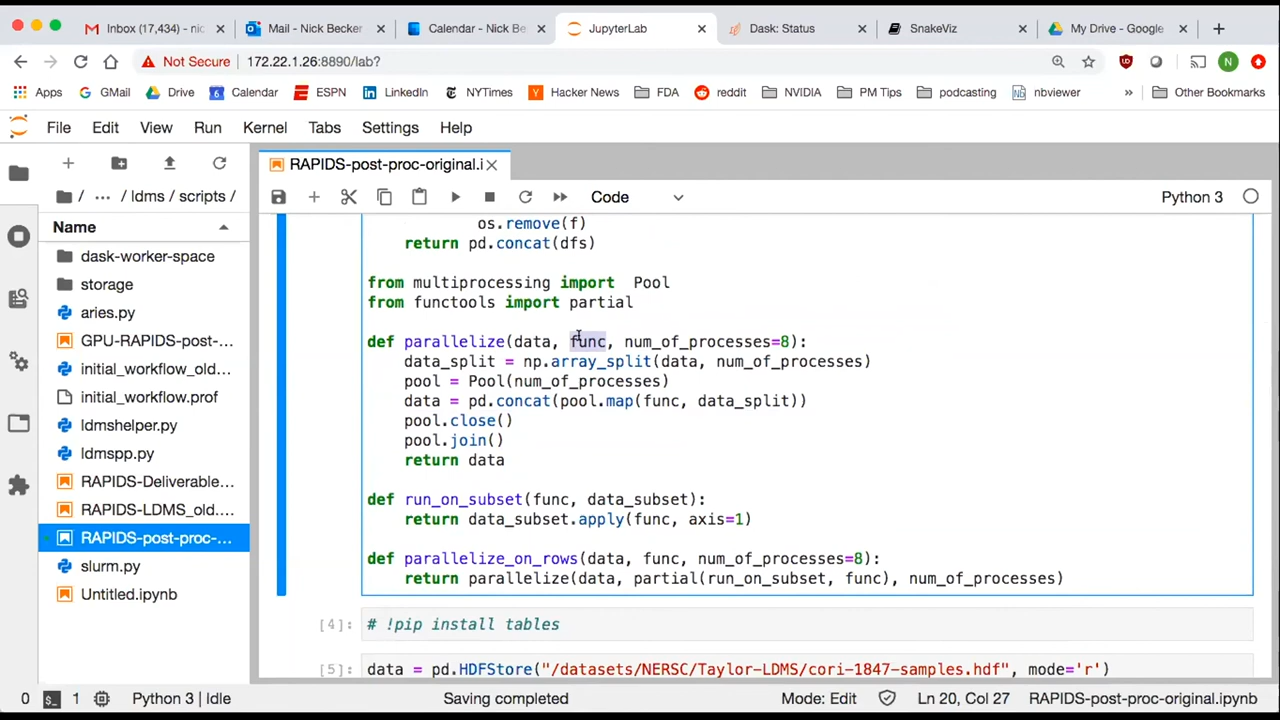 Inbox (17,434) - nic
Mail - Nick Becker
Calendar - Nick Be
JupyterLab
Dask: Status
SnakeViz
My Drive - Google
Not Secure
172.22.1.26:8890/lab?
N
Apps
GMail
Drive
6
Calendar
ESPN
LinkedIn
NYTimes
Hacker News
FDA
reddit
NVIDIA
PM Tips
podcasting
nbviewer
»
Other Bookmarks
File
Edit
View
Run
Kernel
Tabs
Settings
Help
RAPIDS-post-proc-original.i
/ ··· / ldms / scripts /
Code
Python 3
Name
dask-worker-space
storage
aries.py
GPU-RAPIDS-post-...
initial_workflow_old...
initial_workflow.prof
ldmshelper.py
ldmspp.py
RAPIDS-Deliverable...
RAPIDS-LDMS_old....
RAPIDS-post-proc-...
slurm.py
Untitled.ipynb
os.remove(f)
return pd.concat(dfs)
from multiprocessing import  Pool
from functools import partial
def parallelize(data, func, num_of_processes=8):
data_split = np.array_split(data, num_of_processes)
pool = Pool(num_of_processes)
data = pd.concat(pool.map(func, data_split))
pool.close()
pool.join()
return data
def run_on_subset(func, data_subset):
return data_subset.apply(func, axis=1)
def parallelize_on_rows(data, func, num_of_processes=8):
return parallelize(data, partial(run_on_subset, func), num_of_processes)
[4]: # !pip install tables
[5]: data = pd.HDFStore("/datasets/NERSC/Taylor-LDMS/cori-1847-samples.hdf", mode='r')
0
1
Python 3 | Idle
Saving completed
Mode: Edit
Ln 20, Col 27
RAPIDS-post-proc-original.ipynb